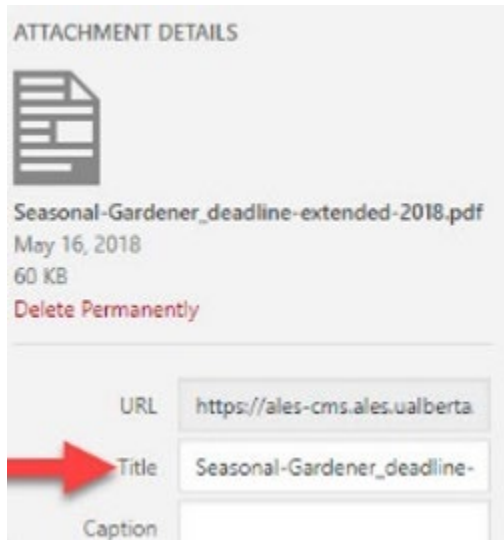 ATTACHMENT DETAILS
Seasonal-Gardener_deadline-extended-2018.pdf
May 16, 2018
60 KB
Delete Permanently
URL https://ales-cms.ales.ualberta.
Title Seasonal-Gardener_deadline-
Caption